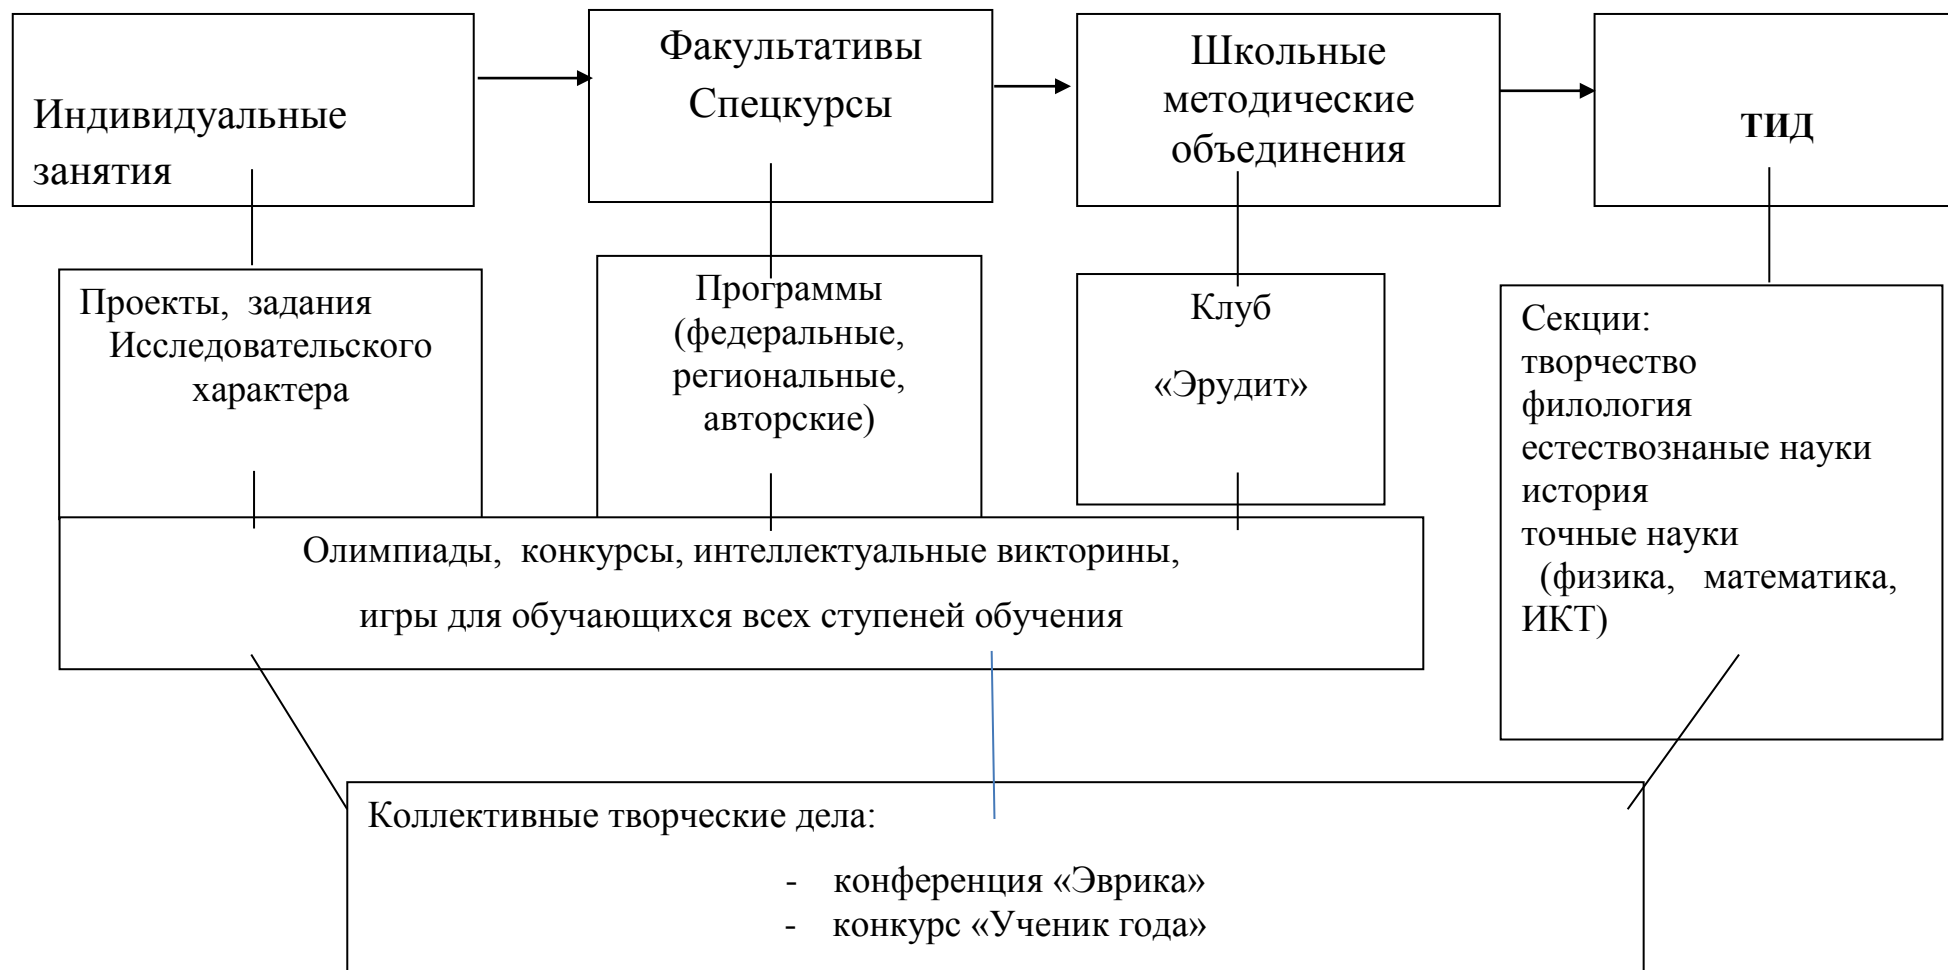 Индивидуальные
занятия
Факультативы
Спецкурсы
Школьные
методические
объединения
ТИД
Проекты, задания
Исследовательского
характера
Программы
(федеральные,
региональные,
авторские)
Клуб
«Эрудит»
Секции:
творчество
филология
естествознаные науки
история
точные науки
(физика, математика,
ИКТ)
Олимпиады, конкурсы, интеллектуальные викторины,
игры для обучающихся всех ступеней обучения
Коллективные творческие дела:
- конференция «Эврика»
- конкурс «Ученик года»